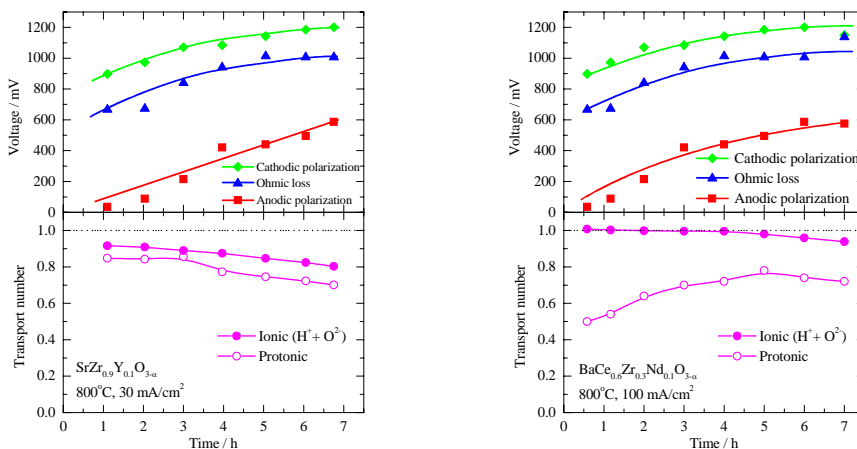 1200
1000
800
600
400
200
0
Voltage / mV
Cathodic polarization
Ohmic loss
Anodic polarization
1.0
0.8
0.6
0.4
0.2
0.0
Transport number
Ionic (H⁺+ O²⁻)
Protonic
SrZr₀.₉Y₀.₁O₃₋α
800°C, 30 mA/cm²
0 1 2 3 4 5 6 7
Time / h
1200
1000
800
600
400
200
0
Voltage / mV
Cathodic polarization
Ohmic loss
Anodic polarization
1.0
0.8
0.6
0.4
0.2
0.0
Transport number
Ionic (H⁺+ O²⁻)
Protonic
BaCe₀.₆Zr₀.₃Nd₀.₁O₃₋α
800°C, 100 mA/cm²
0 1 2 3 4 5 6 7
Time / h